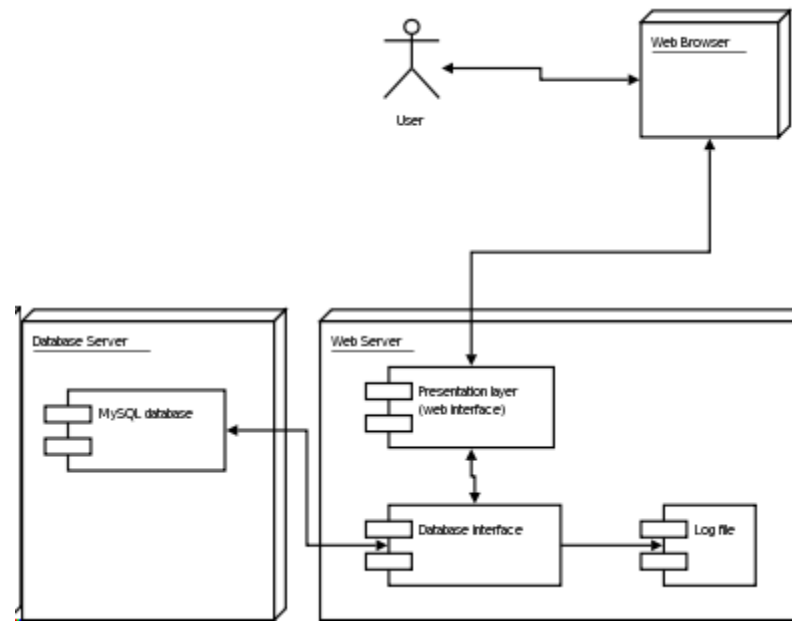 Web Browser
User
Database Server
Web Server
MySQL database
Presentation layer
(web interface)
Database interface
Log file